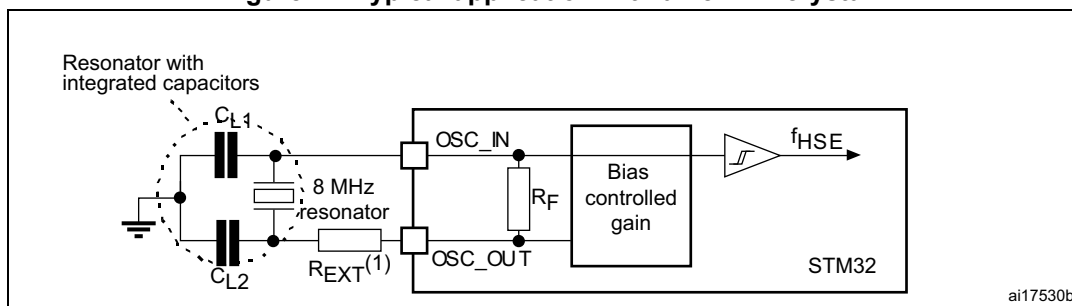 Resonator with
integrated capacitors
CL1
OSC_IN
fHSE
8 MHz
resonator
RF
Bias
controlled
gain
REXT(1)
OSC_OUT
CL2
STM32
ai17530b